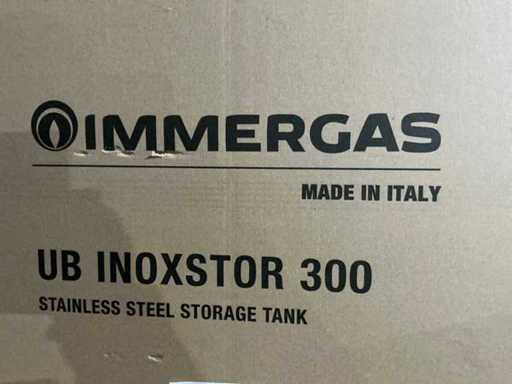 IMMERGAS
MADE IN ITALY
UB INOXSTOR 300
STAINLESS STEEL STORAGE TANK